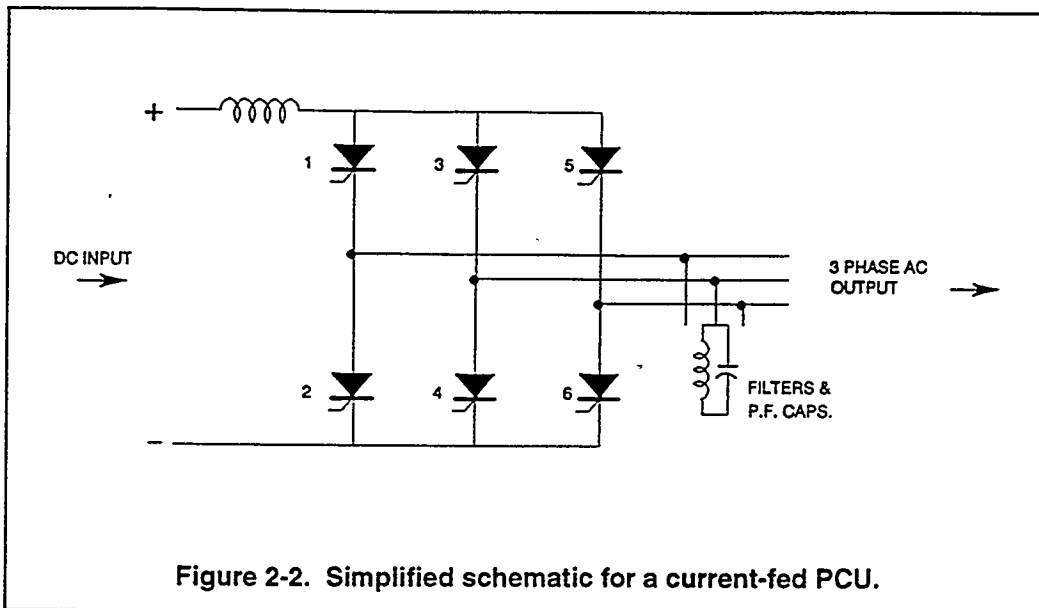 +
1
3
5
DC INPUT
3 PHASE AC
OUTPUT
2
4
6
FILTERS &
P.F. CAPS.
−
Figure 2-2. Simplified schematic for a current-fed PCU.